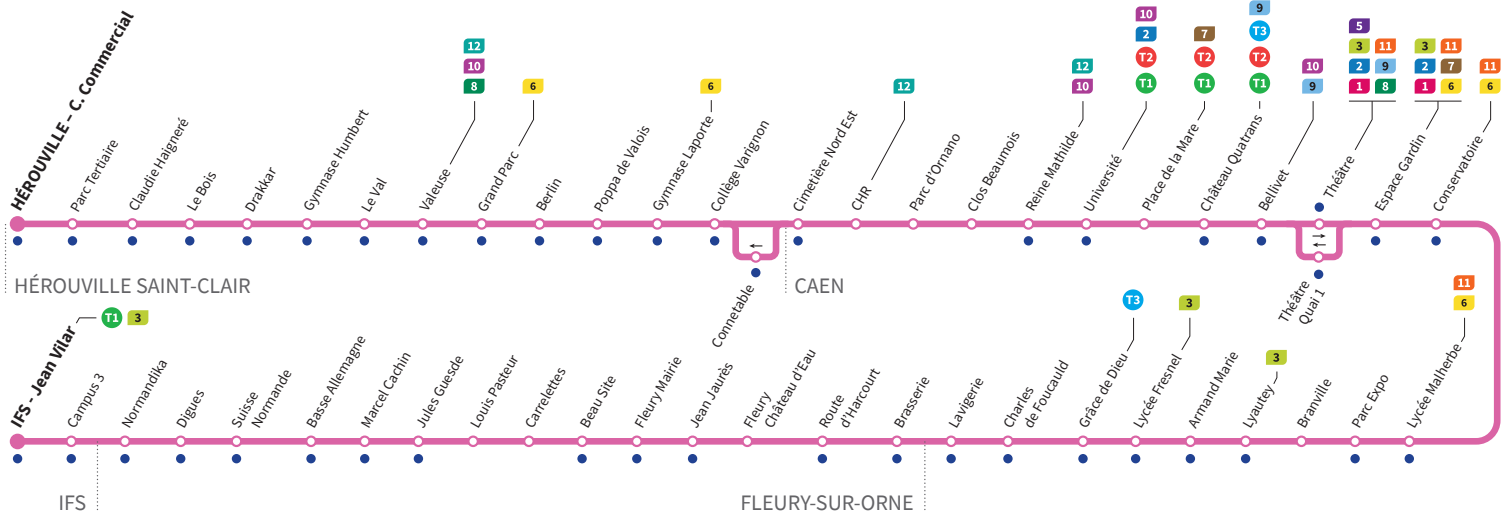 HÉROUVILLE – C. Commercial
Parc Tertiaire
Claudie Haigneré
Le Bois
Drakkar
Gymnase Humbert
Le Val
Valeuse
12
10
8
Grand Parc
6
Berlin
Poppa de Valois
Gymnase Laporte
6
Collège Varignon
Connetable
Cimetière Nord Est
CHR
12
Parc d'Ornano
Clos Beaumois
Reine Mathilde
12
10
Université
10
2
T2
T1
Place de la Mare
7
T2
T1
Château Quatrans
9
T3
T2
T1
Bellivet
10
9
Théâtre
5
3 11
2 9
1 8
Théâtre
Quai 1
Espace Gardin
3 11
2 7
1 6
Conservatoire
11
6
HÉROUVILLE SAINT-CLAIR
CAEN
IFS - Jean Vilar
T1 3
Campus 3
Normandika
Digues
Suisse
Normande
Basse Allemagne
Marcel Cachin
Jules Guesde
Louis Pasteur
Carrelettes
Beau Site
Fleury Mairie
Jean Jaurès
Fleury
Château d'Eau
Route
d'Harcourt
Brasserie
Lavigerie
Charles
de Foucauld
Grâce de Dieu
T3
Lycée Fresnel
3
Armand Marie
Lyautey
3
Branville
Parc Expo
Lycée Malherbe
11
6
IFS
FLEURY-SUR-ORNE